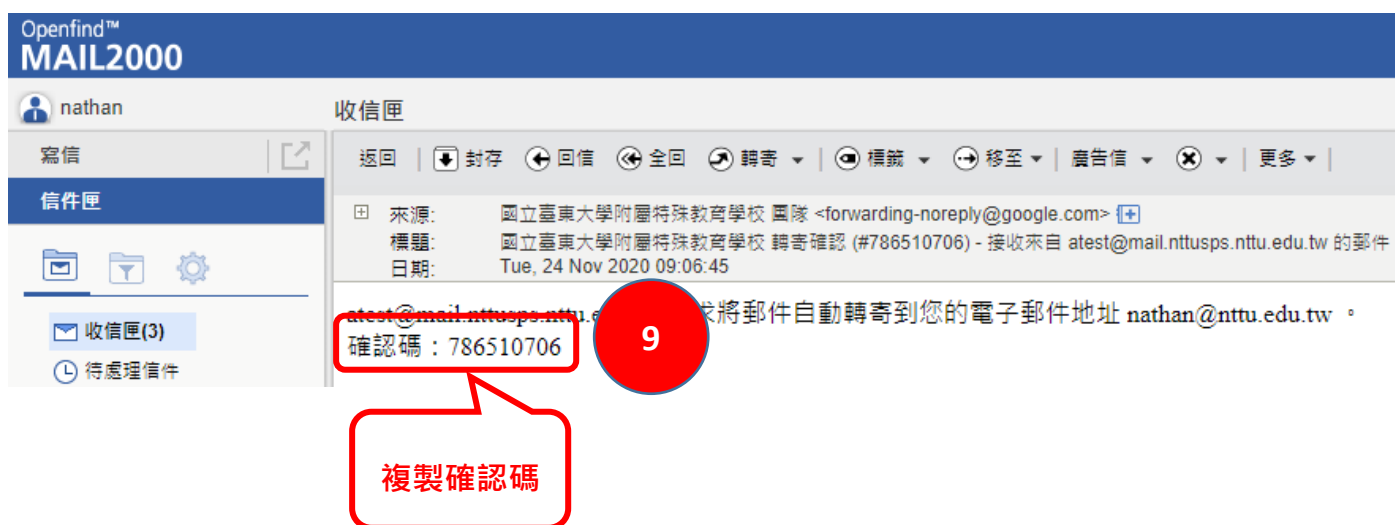 Openfind™
MAIL2000
nathan
收信匣
寫信
返回 封存 回信 全回 轉寄 標籤 移至 廣告信 更多
信件匣
來源: 國立臺東大學附屬特殊教育學校 團隊 <forwarding-noreply@google.com>
標題: 國立臺東大學附屬特殊教育學校 轉寄確認 (#786510706) - 接收來自 atest@mail.nttusps.nttu.edu.tw 的郵件
日期: Tue, 24 Nov 2020 09:06:45
atest@mail.nttusps.nttu.e 將郵件自動轉寄到您的電子郵件地址 nathan@nttu.edu.tw 。
收信匣(3)
確認碼：786510706
9
待處理信件
複製確認碼